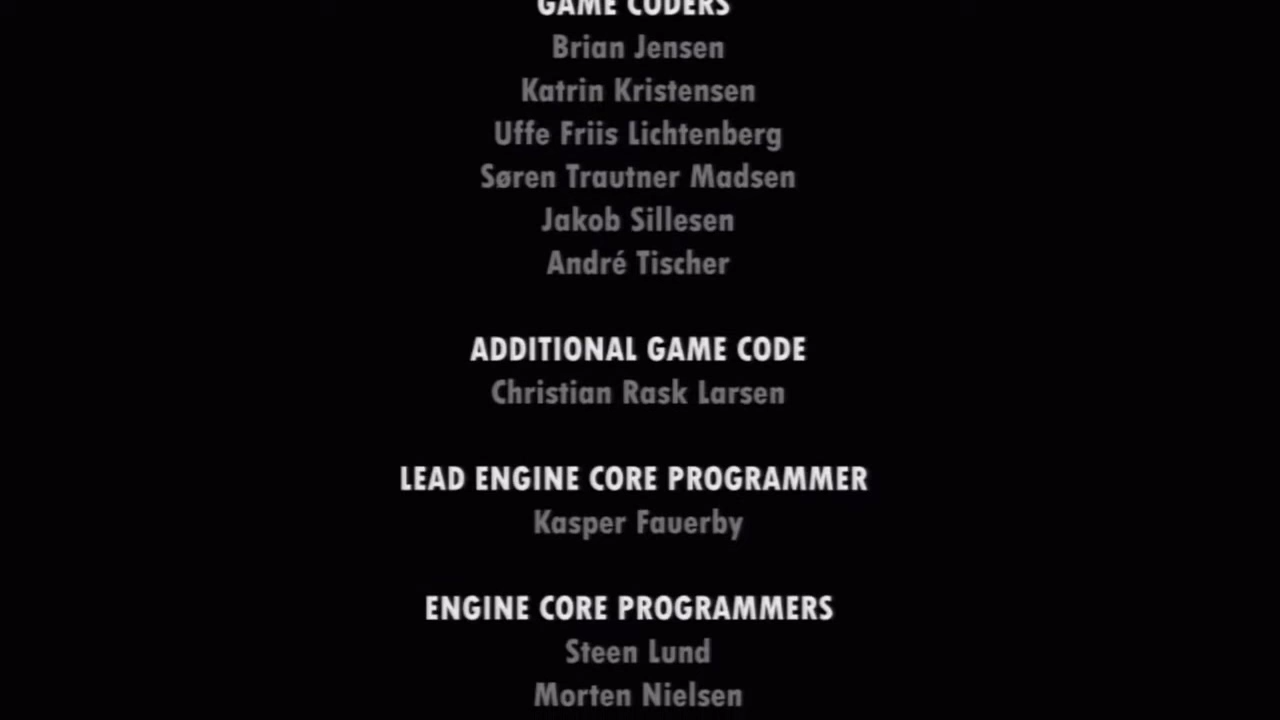 GAME CODERS
Brian Jensen
Katrin Kristensen
Uffe Friis Lichtenberg
Søren Trautner Madsen
Jakob Sillesen
André Tischer
ADDITIONAL GAME CODE
Christian Rask Larsen
LEAD ENGINE CORE PROGRAMMER
Kasper Fauerby
ENGINE CORE PROGRAMMERS
Steen Lund
Morten Nielsen